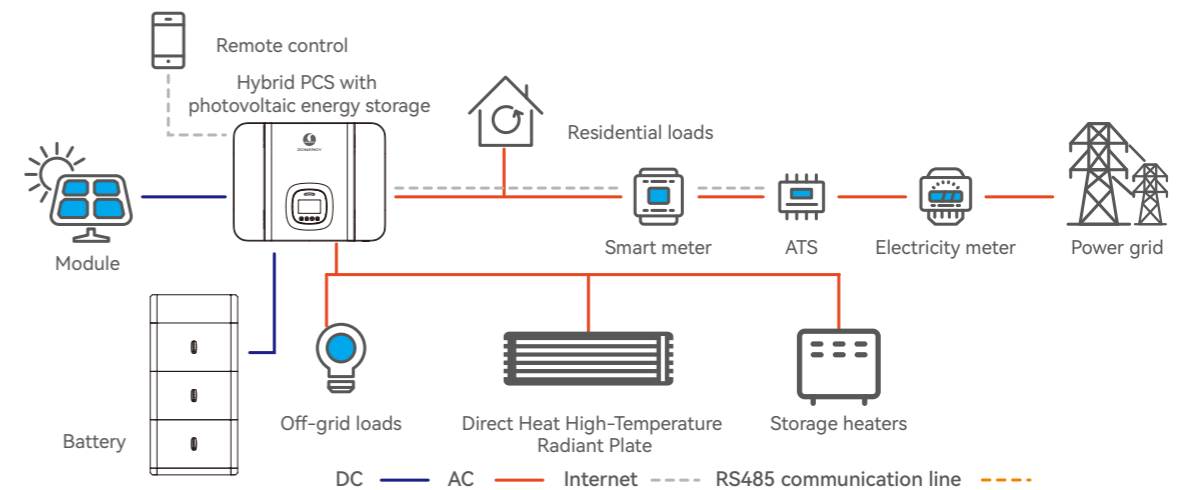 Remote control
Hybrid PCS with
photovoltaic energy storage
ZONERGY
Residential loads
Module
Smart meter
ATS
Electricity meter
Power grid
Battery
Off-grid loads
Direct Heat High-Temperature
Radiant Plate
Storage heaters
DC
AC
Internet
RS485 communication line